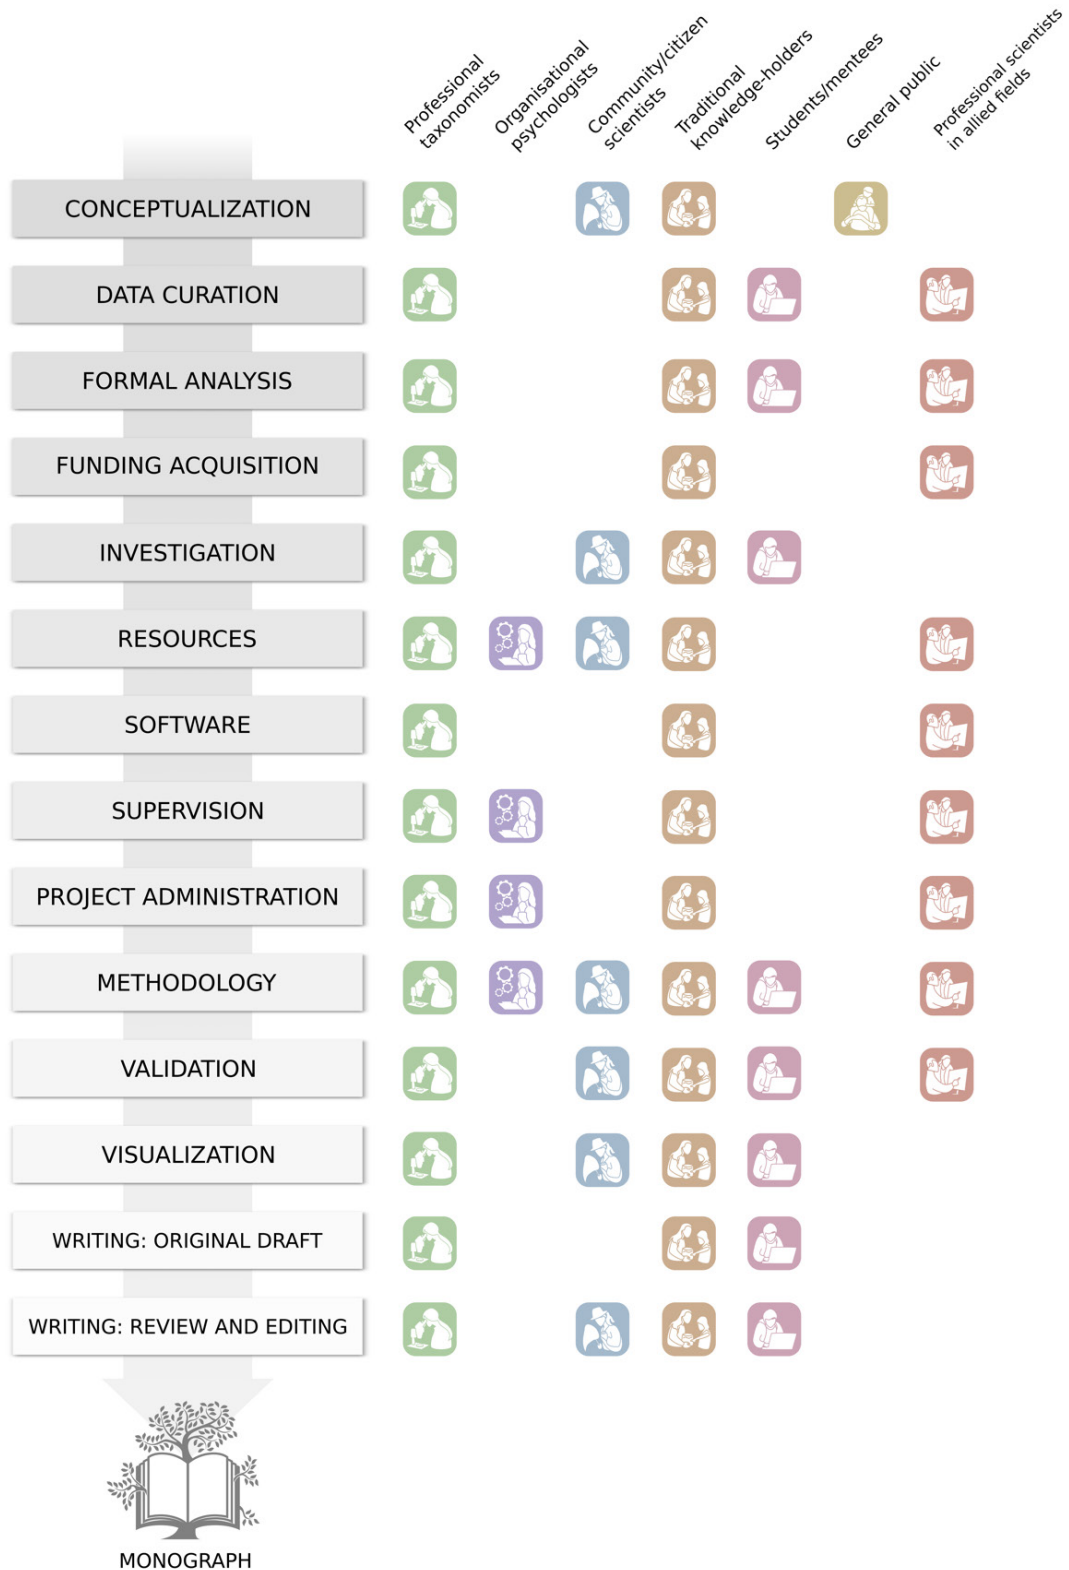 Professional
taxonomists
Organisational
psychologists
Community/citizen
scientists
Traditional
knowledge-holders
Students/mentees
General public
Professional scientists
in allied fields
CONCEPTUALIZATION
DATA CURATION
FORMAL ANALYSIS
FUNDING ACQUISITION
INVESTIGATION
RESOURCES
SOFTWARE
SUPERVISION
PROJECT ADMINISTRATION
METHODOLOGY
VALIDATION
VISUALIZATION
WRITING: ORIGINAL DRAFT
WRITING: REVIEW AND EDITING
MONOGRAPH